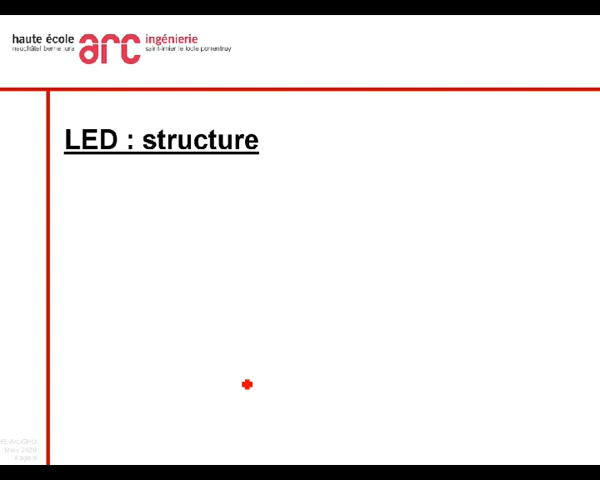 haute école
neuchâtel berne jura
arc
ingénierie
saint-imier le locle porrentruy
LED : structure